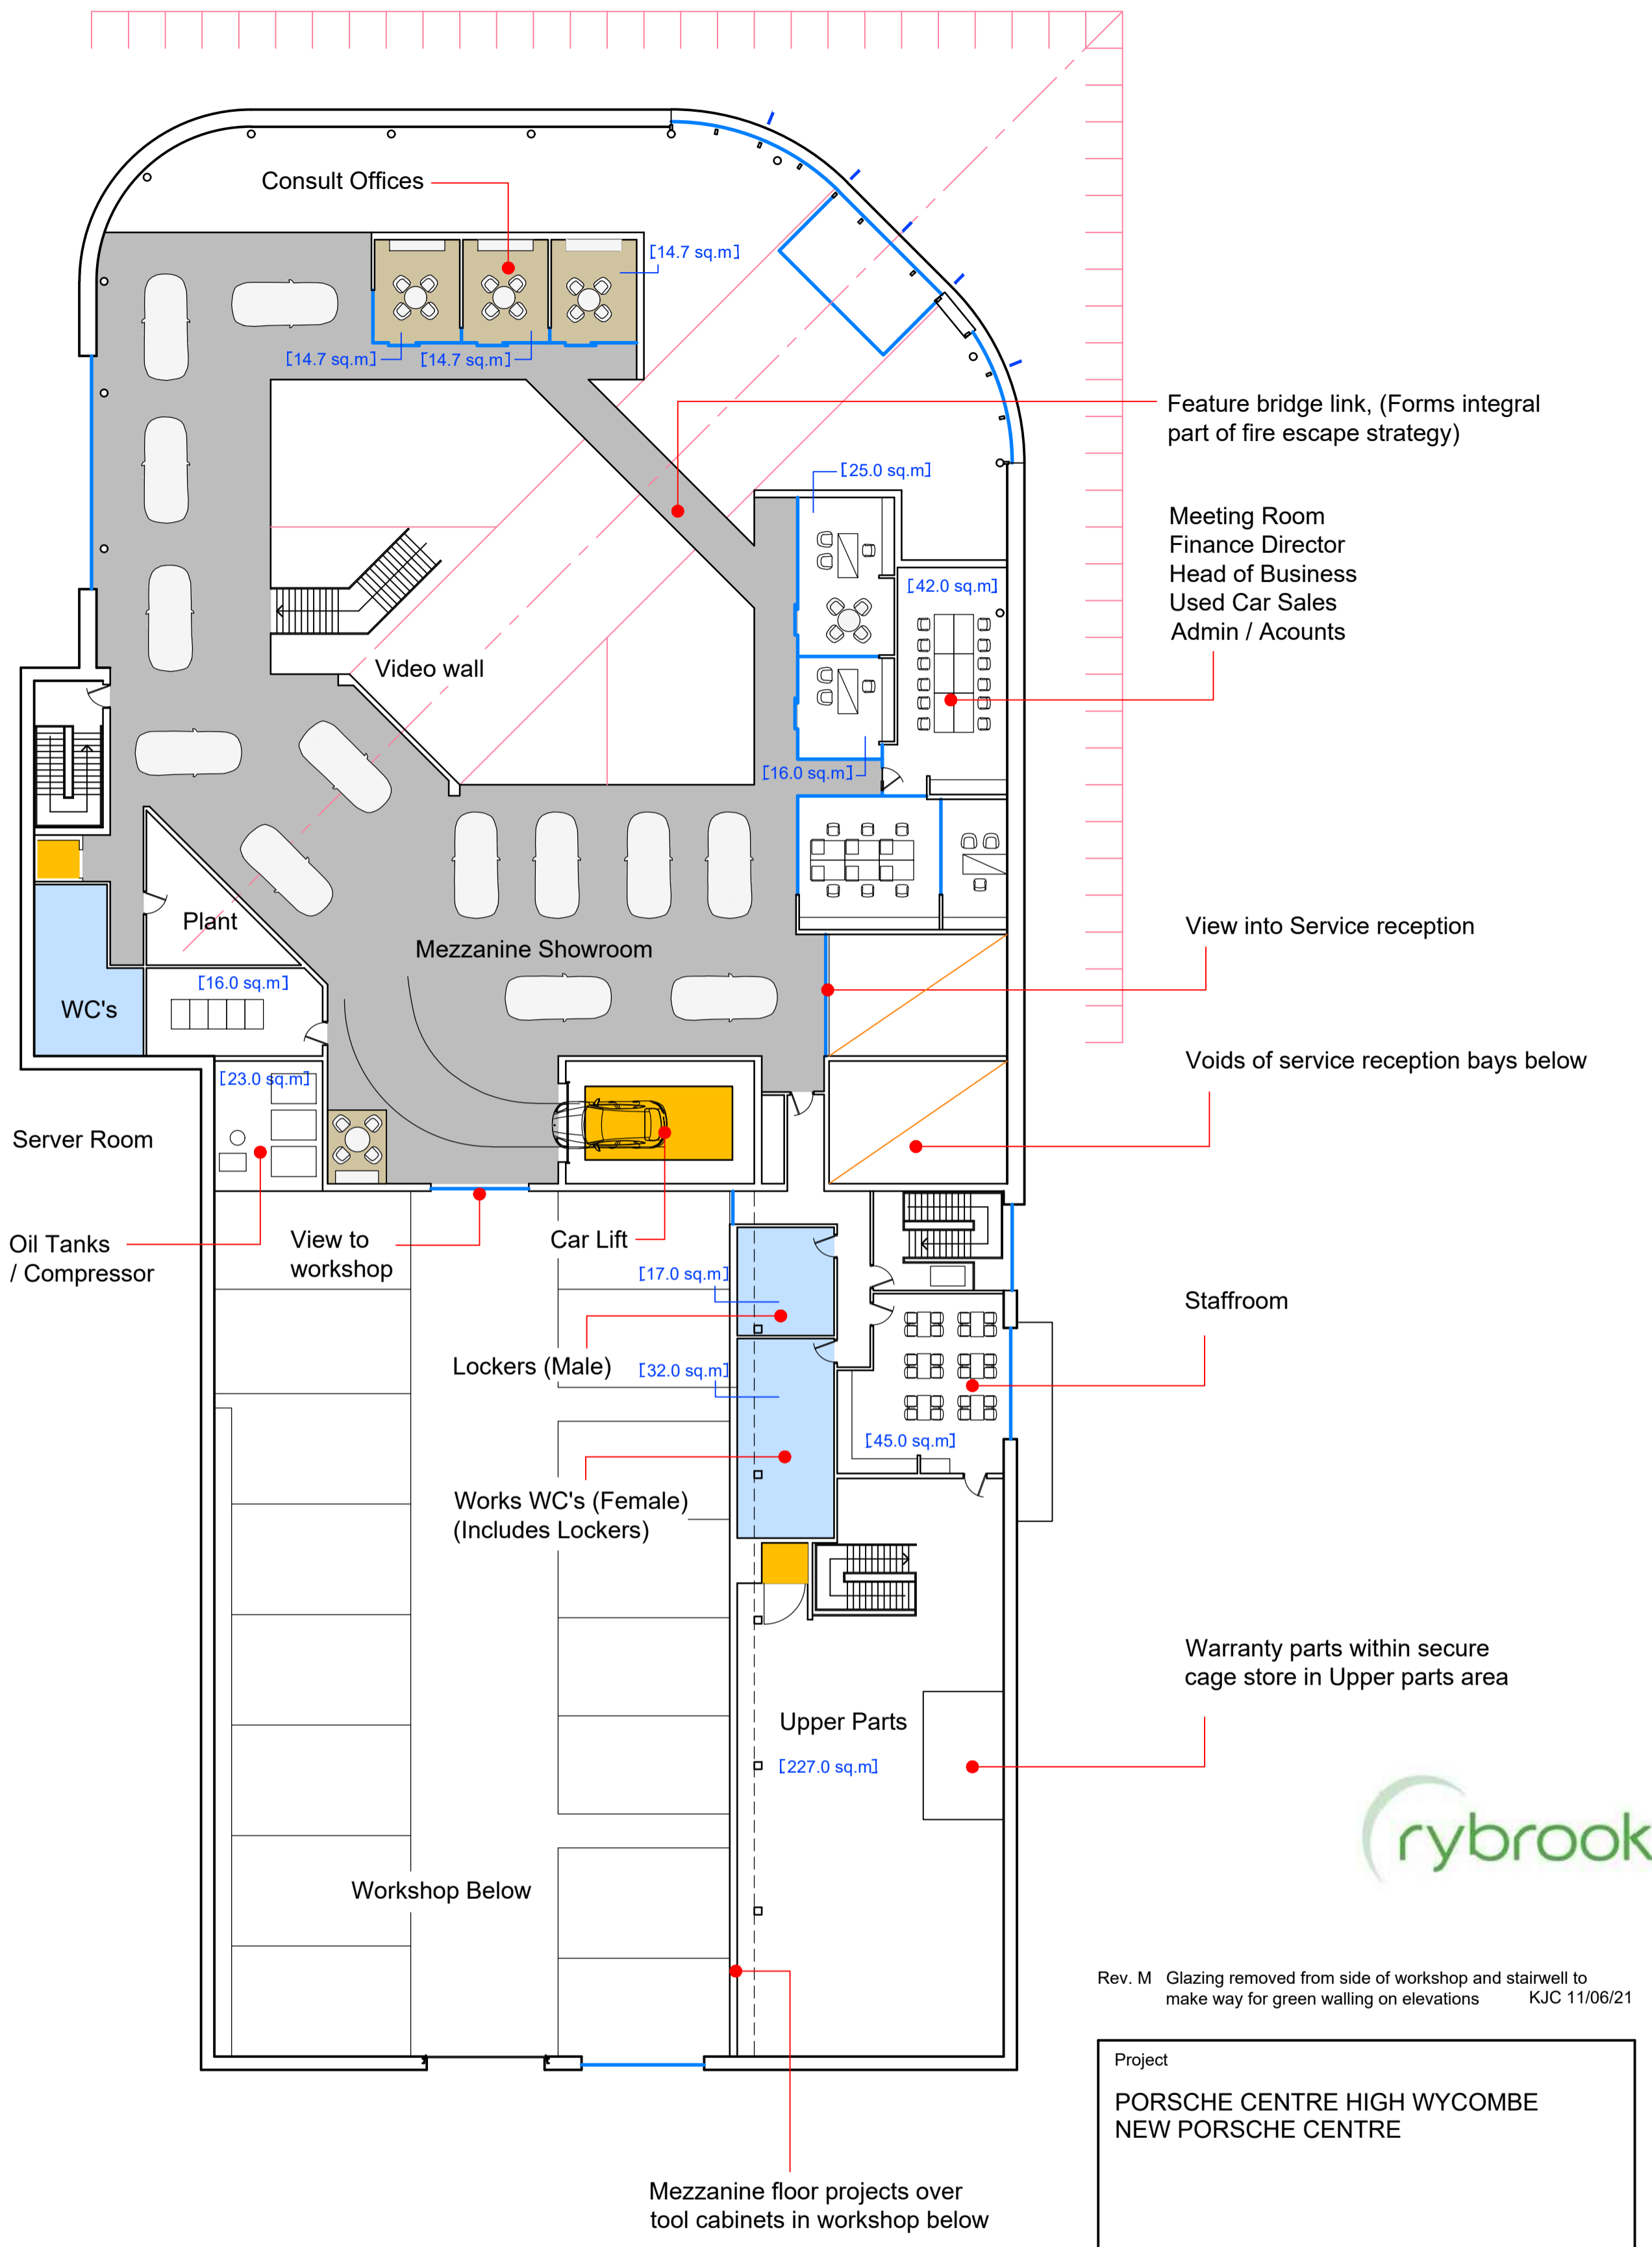 Consult Offices
[14.7 sq.m]
[14.7 sq.m]
[14.7 sq.m]
Feature bridge link, (Forms integral
part of fire escape strategy)
[25.0 sq.m]
Meeting Room
Finance Director
Head of Business
Used Car Sales
Admin / Acounts
[42.0 sq.m]
Video wall
[16.0 sq.m]
Plant
Mezzanine Showroom
View into Service reception
[16.0 sq.m]
WC's
Voids of service reception bays below
[23.0 sq.m]
Server Room
Oil Tanks
/ Compressor
View to
workshop
Car Lift
[17.0 sq.m]
Staffroom
Lockers (Male)
[32.0 sq.m]
[45.0 sq.m]
Works WC's (Female)
(Includes Lockers)
Warranty parts within secure
cage store in Upper parts area
Upper Parts
[227.0 sq.m]
rybrook
Workshop Below
Rev. M Glazing removed from side of workshop and stairwell to
make way for green walling on elevations KJC 11/06/21
Project
PORSCHE CENTRE HIGH WYCOMBE
NEW PORSCHE CENTRE
Mezzanine floor projects over
tool cabinets in workshop below